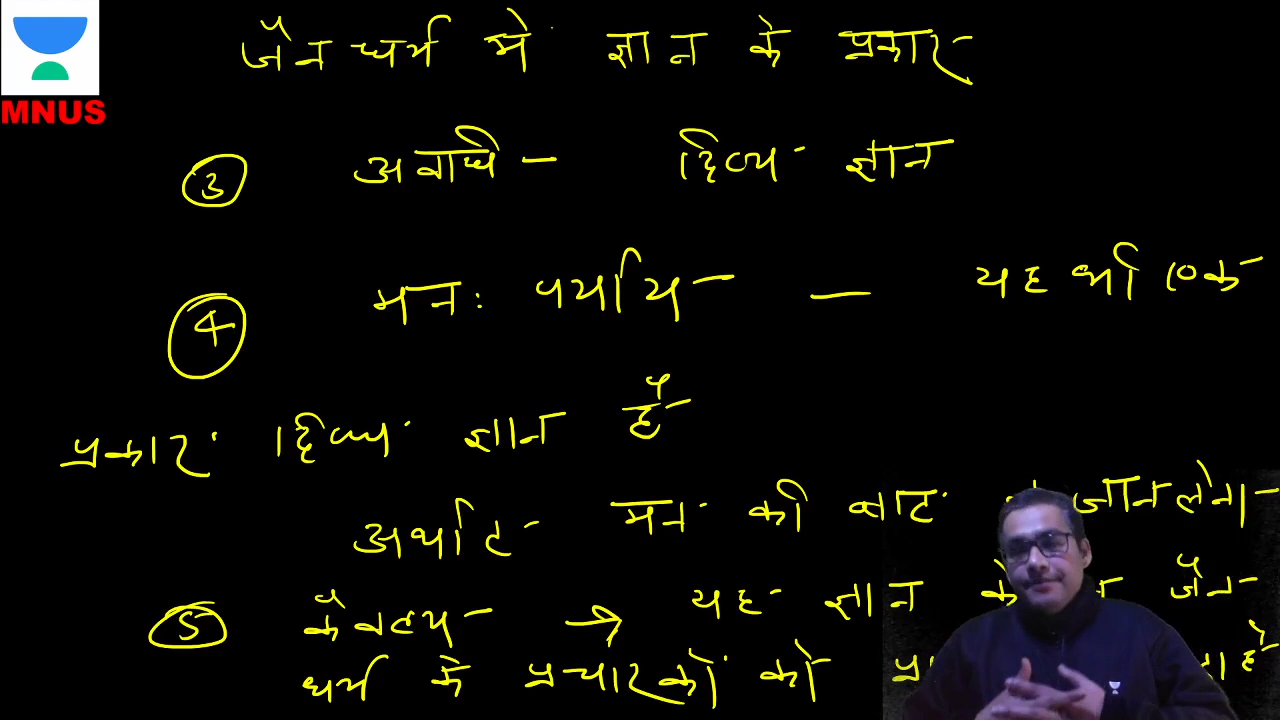 MNUS
जैन धर्म मे ज्ञान के प्रकार
③ अवधि - दिव्य ज्ञान
④ मनः पर्याय - यह भी एक
प्रकार दिव्य ज्ञान है
अर्थात मन की बात जान लेना
⑤ कैवल्य → यह ज्ञान जैन
धर्म के प्रचारकों को है